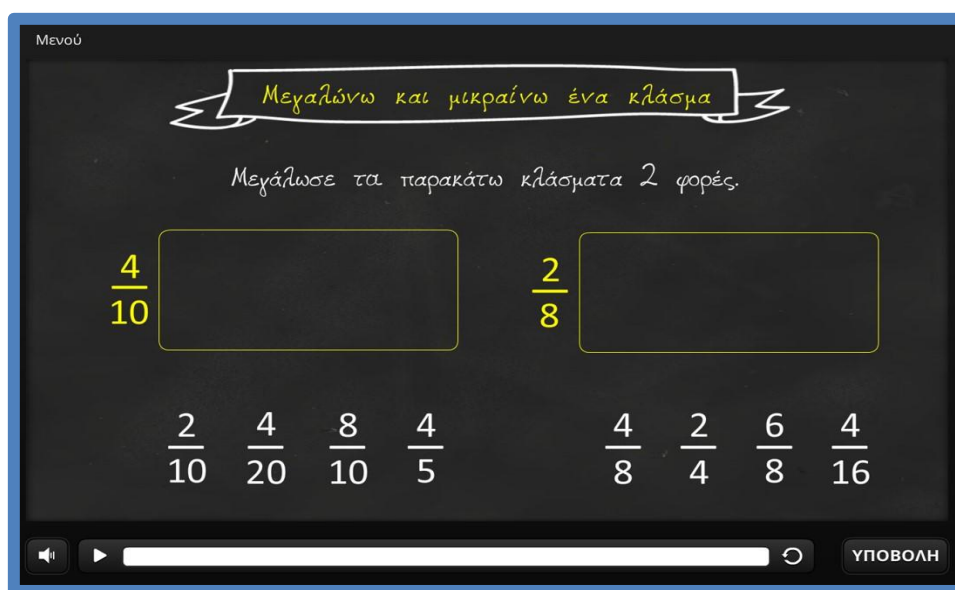 Μενού
Μεγαλώνω και μικραίνω ένα κλάσμα
Μεγάλωσε τα παρακάτω κλάσματα 2 φορές.
4/10 2/8
2/10 4/20 8/10 4/5 4/8 2/4 6/8 4/16
ΥΠΟΒΟΛΗ